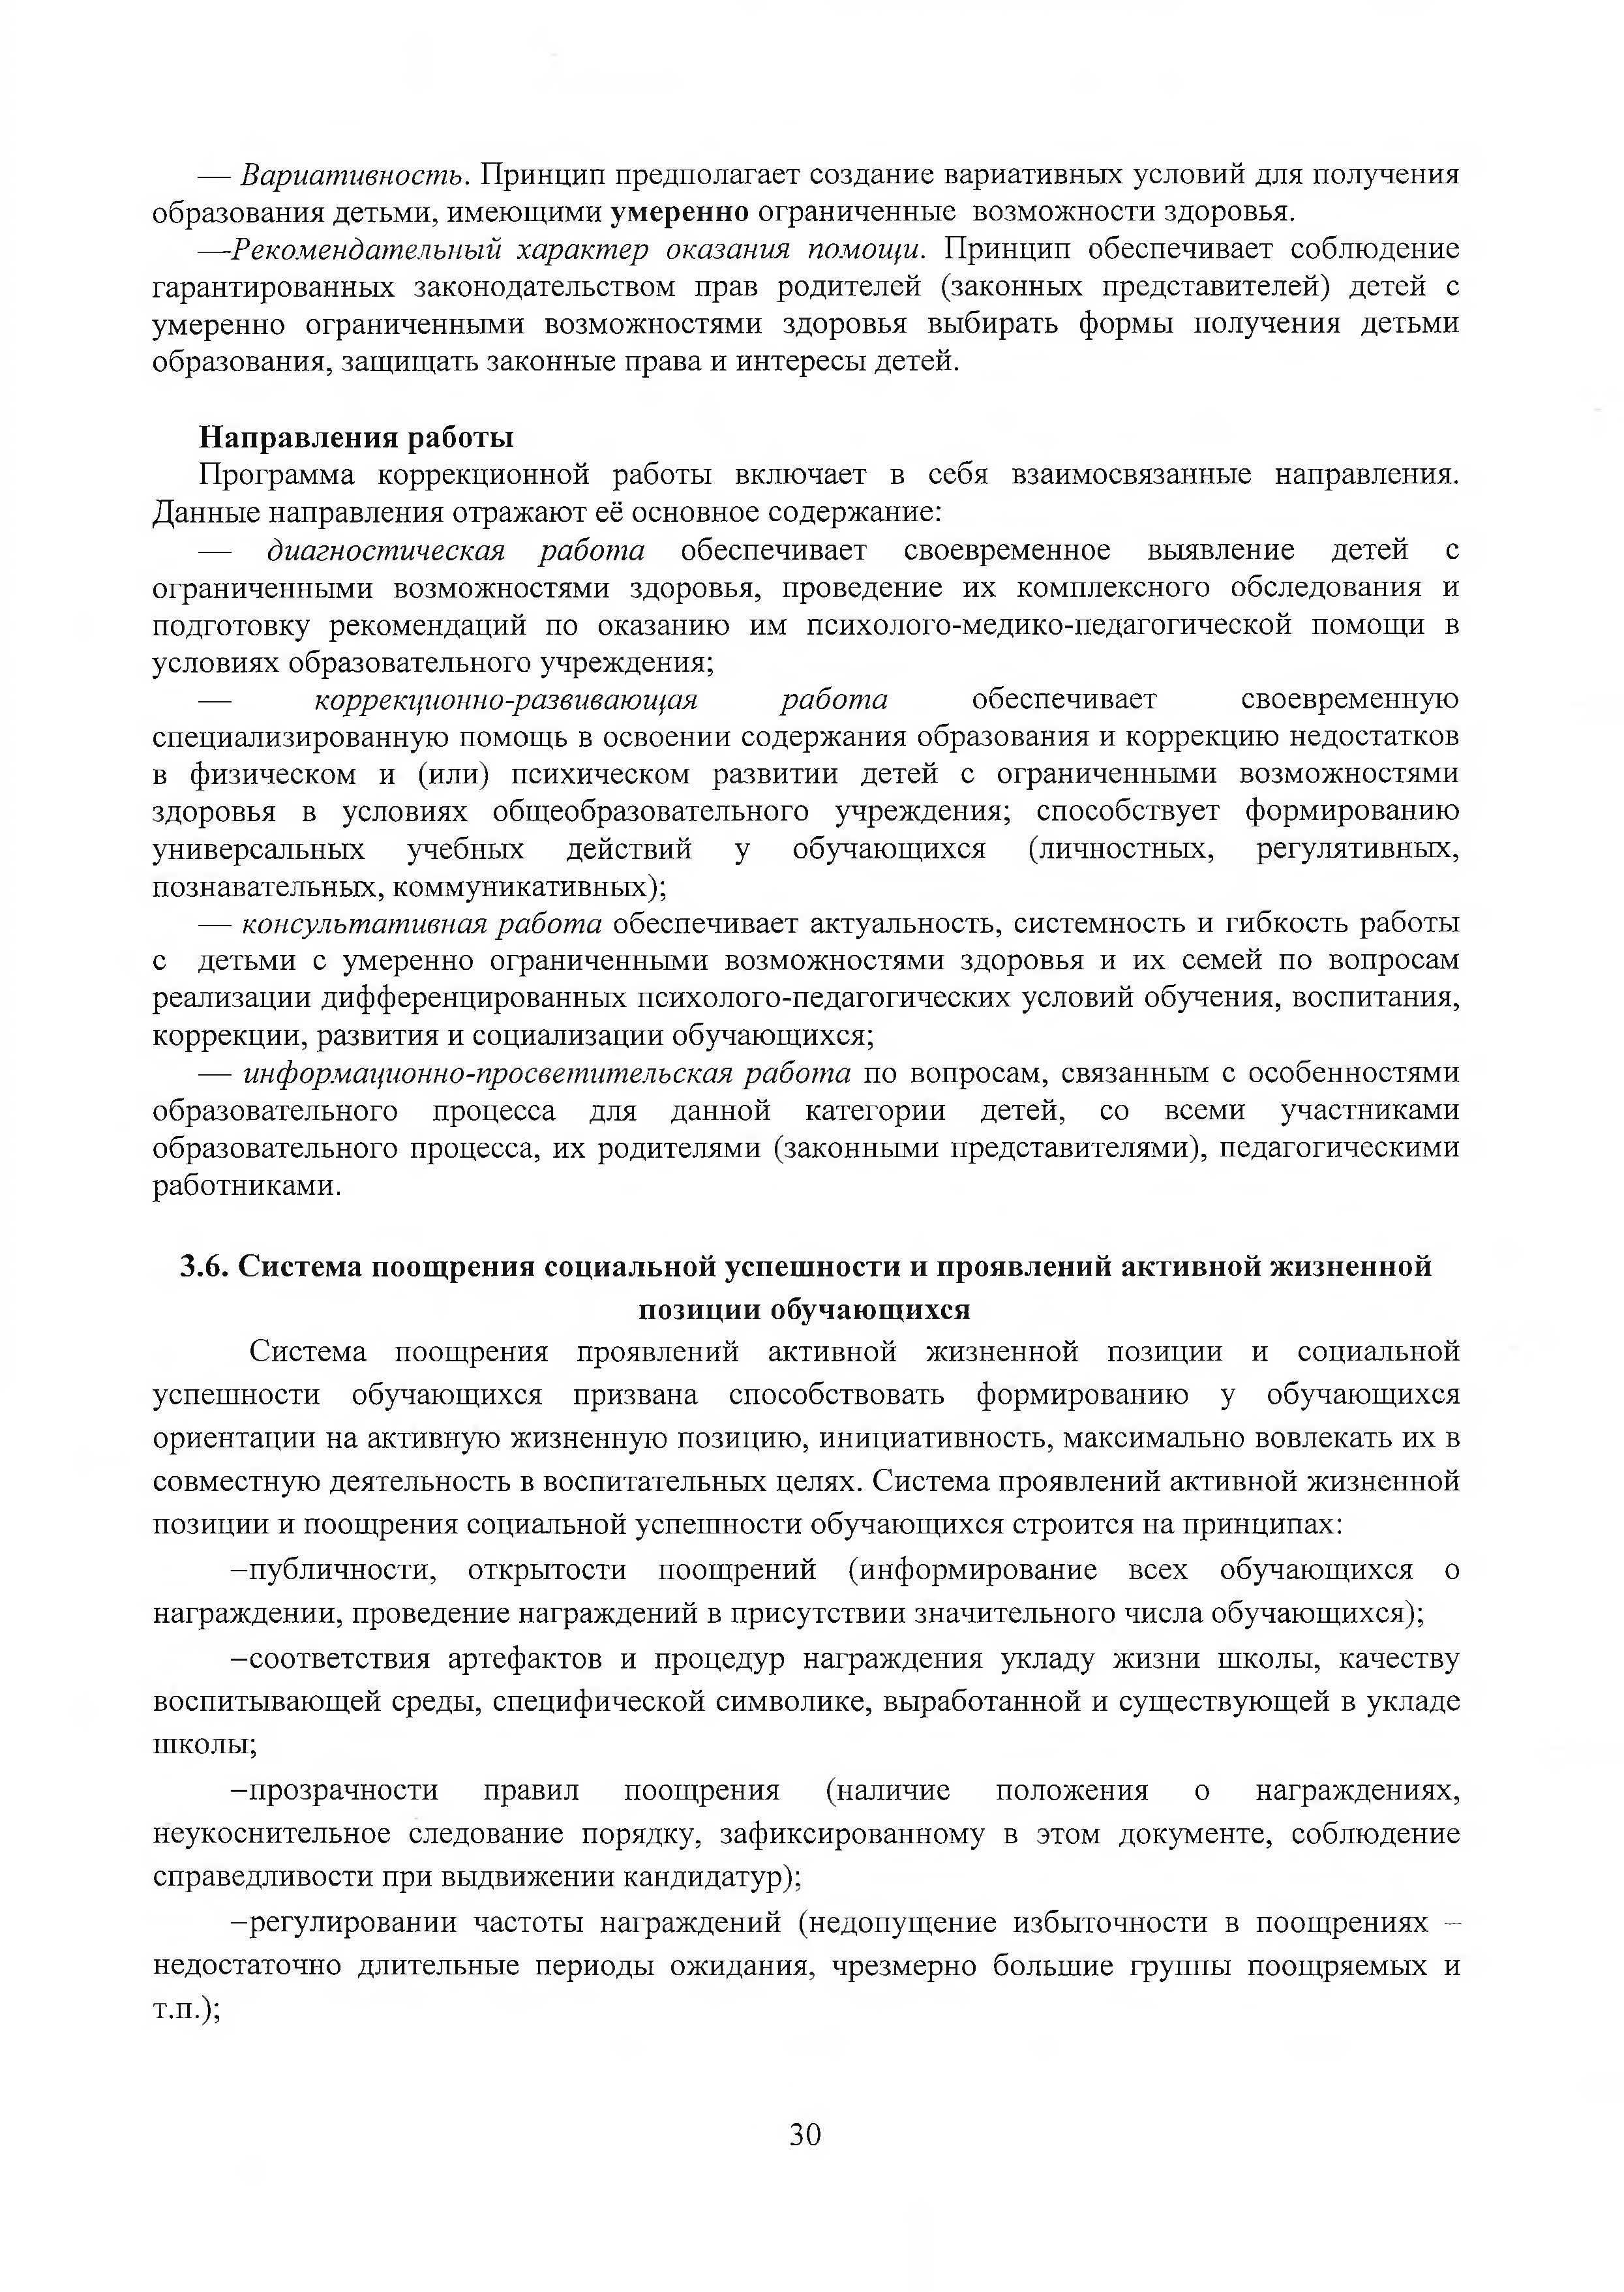 — Вариативность. Принцип предполагает создание вариативных условий для получения
образования детьми, имеющими умеренно ограниченные возможности здоровья.
—Рекомендательный характер оказания помощи. Принцип обеспечивает соблюдение
гарантированных законодательством прав родителей (законных представителей) детей с
умеренно ограниченными возможностями здоровья выбирать формы получения детьми
образования, защищать законные права и интересы детей.
Направления работы
Программа коррекционной работы включает в себя взаимосвязанные направления.
Данные направления отражают её основное содержание:
— диагностическая работа обеспечивает своевременное выявление детей с
ограниченными возможностями здоровья, проведение их комплексного обследования и
подготовку рекомендаций по оказанию им психолого-медико-педагогической помощи в
условиях образовательного учреждения;
— коррекционно-развивающая работа обеспечивает своевременную
специализированную помощь в освоении содержания образования и коррекцию недостатков
в физическом и (или) психическом развитии детей с ограниченными возможностями
здоровья в условиях общеобразовательного учреждения; способствует формированию
универсальных учебных действий у обучающихся (личностных, регулятивных,
познавательных, коммуникативных);
— консультативная работа обеспечивает актуальность, системность и гибкость работы
с детьми с умеренно ограниченными возможностями здоровья и их семей по вопросам
реализации дифференцированных психолого-педагогических условий обучения, воспитания,
коррекции, развития и социализации обучающихся;
— информационно-просветительская работа по вопросам, связанным с особенностями
образовательного процесса для данной категории детей, со всеми участниками
образовательного процесса, их родителями (законными представителями), педагогическими
работниками.
3.6. Система поощрения социальной успешности и проявлений активной жизненной
позиции обучающихся
Система поощрения проявлений активной жизненной позиции и социальной
успешности обучающихся призвана способствовать формированию у обучающихся
ориентации на активную жизненную позицию, инициативность, максимально вовлекать их в
совместную деятельность в воспитательных целях. Система проявлений активной жизненной
позиции и поощрения социальной успешности обучающихся строится на принципах:
−публичности, открытости поощрений (информирование всех обучающихся о
награждении, проведение награждений в присутствии значительного числа обучающихся);
−соответствия артефактов и процедур награждения укладу жизни школы, качеству
воспитывающей среды, специфической символике, выработанной и существующей в укладе
школы;
−прозрачности правил поощрения (наличие положения о награждениях,
неукоснительное следование порядку, зафиксированному в этом документе, соблюдение
справедливости при выдвижении кандидатур);
−регулировании частоты награждений (недопущение избыточности в поощрениях –
недостаточно длительные периоды ожидания, чрезмерно большие группы поощряемых и
т.п.);
30